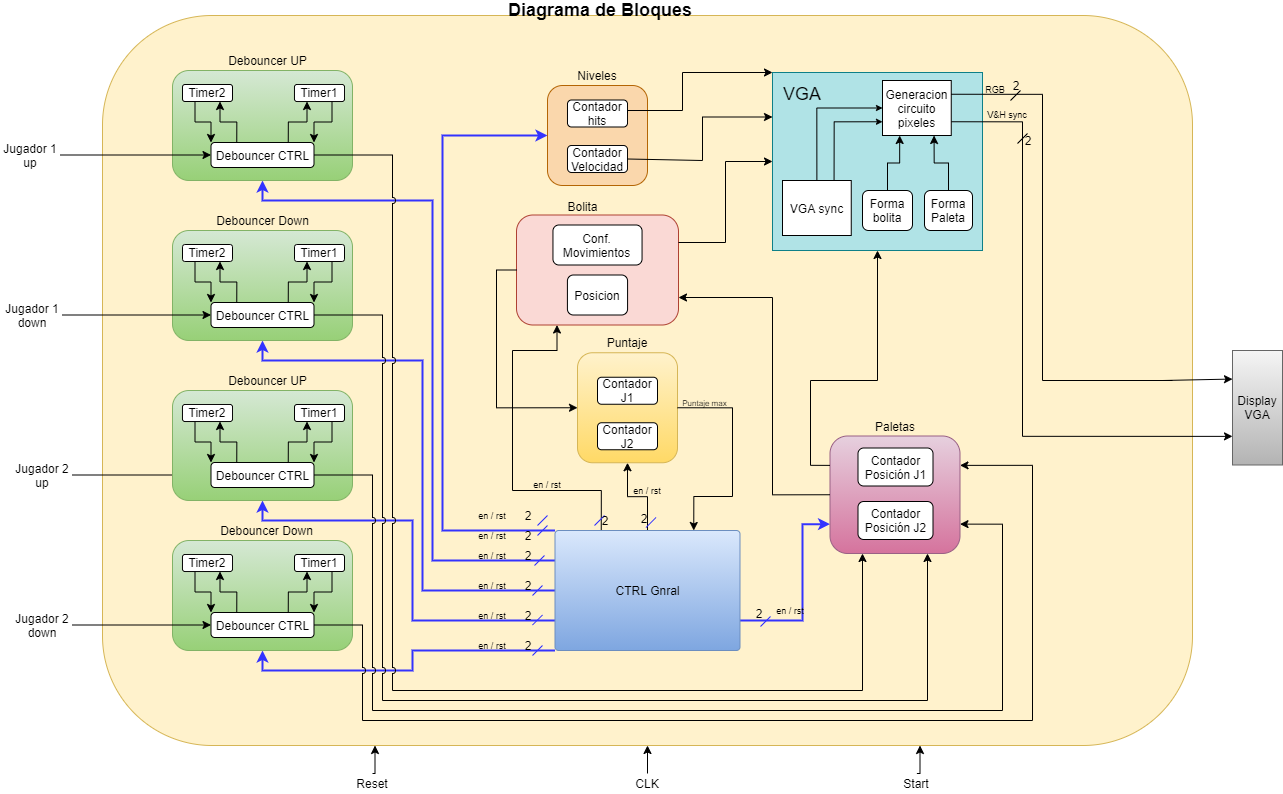 Diagrama de Bloques
Debouncer UP
Timer2
Timer1
Debouncer CTRL
Jugador 1
up
Debouncer Down
Timer2
Timer1
Debouncer CTRL
Jugador 1
down
Debouncer UP
Timer2
Timer1
Debouncer CTRL
Jugador 2
up
Debouncer Down
Timer2
Timer1
Debouncer CTRL
Jugador 2
down
Niveles
Contador
hits
Contador
Velocidad
Bolita
Conf.
Movimientos
Posicion
Puntaje
Contador
J1
Contador
J2
Puntaje max
VGA
Generacion
circuito
pixeles
VGA sync
Forma
bolita
Forma
Paleta
RGB
2
V&H sync
2
Display
VGA
Paletas
Contador
Posición J1
Contador
Posición J2
en / rst
2
en / rst
2
en / rst
2
en / rst
2
en / rst
2
en / rst
2
en / rst
2
en / rst
2
CTRL Gnral
2
en / rst
Reset
CLK
Start